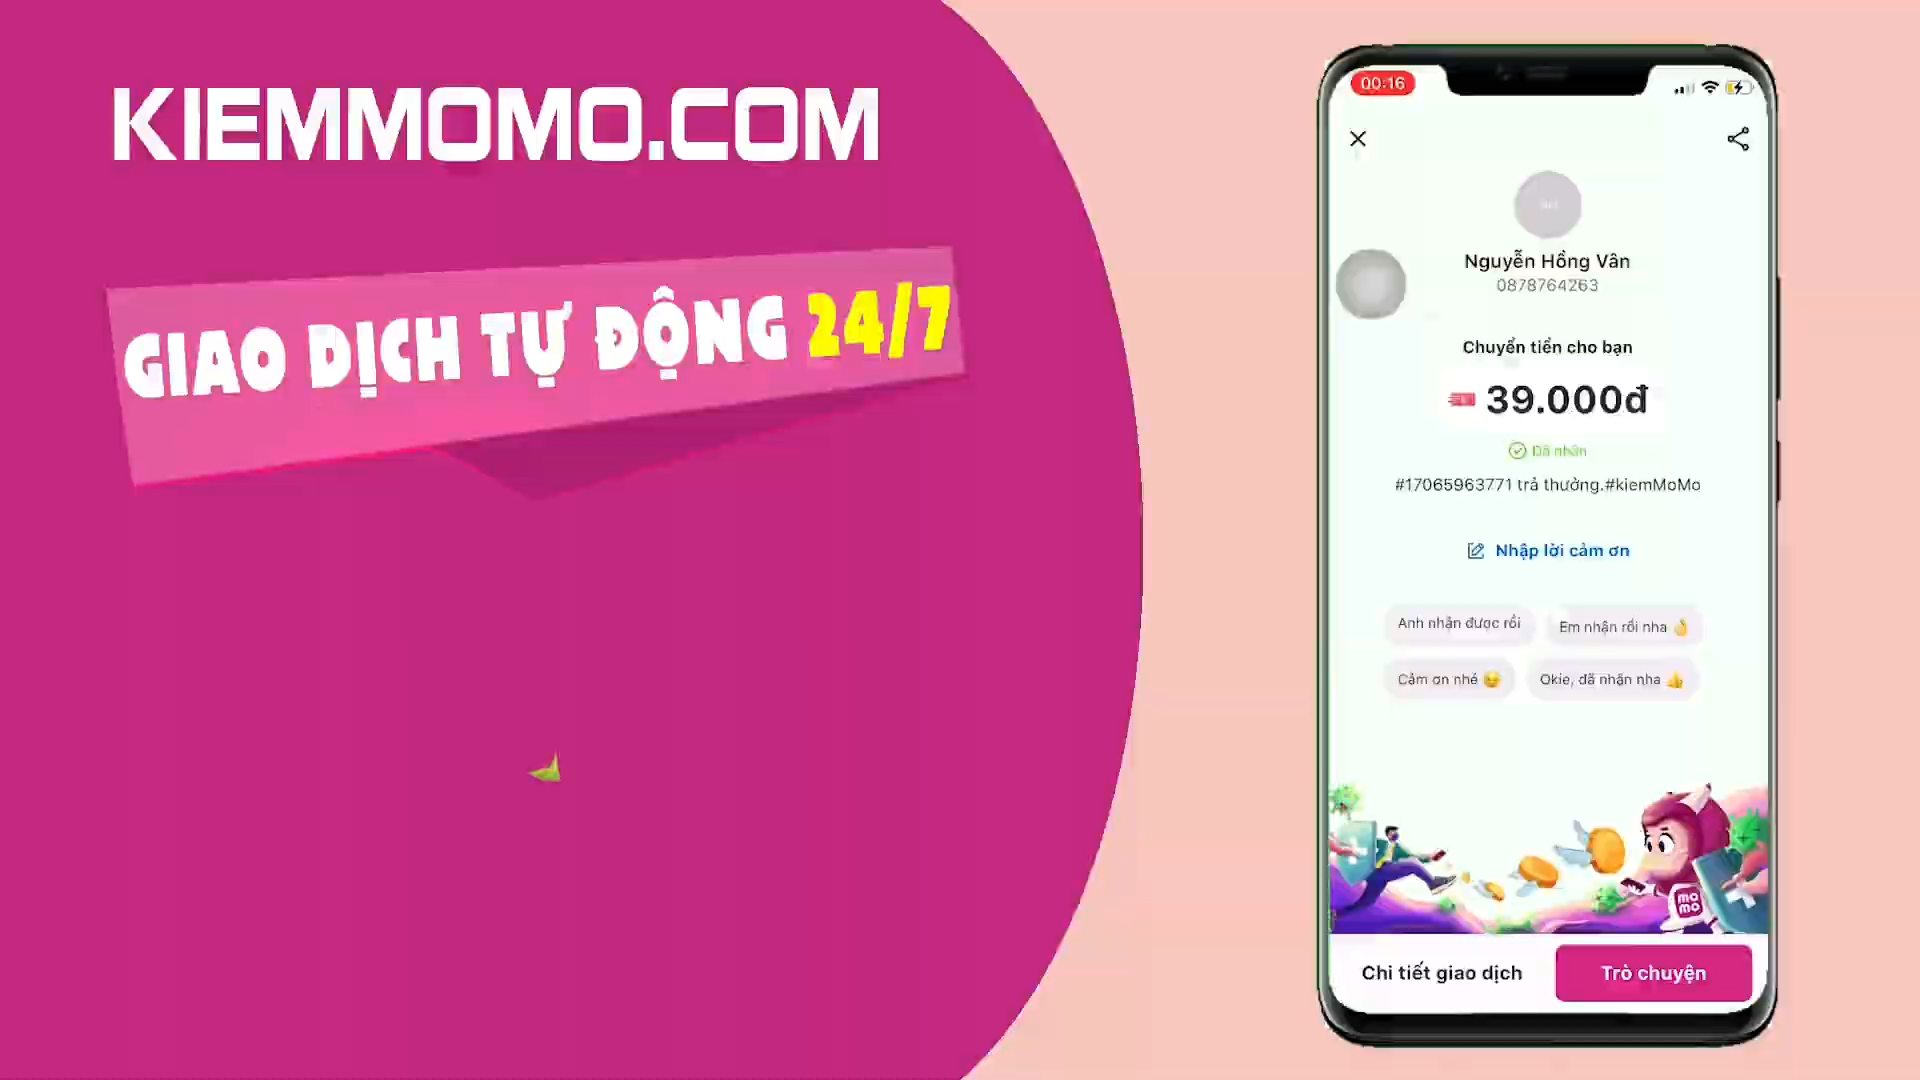 KIEMMOMO.COM
GIAO DỊCH TỰ ĐỘNG 24/7
00:16
Nguyễn Hồng Vân
0878764263
Chuyển tiền cho bạn
39.000đ
Đã nhận
#17065963771 trả thưởng.#kiemMoMo
Nhập lời cảm ơn
Anh nhận được rồi
Em nhận rồi nha 👌
Cảm ơn nhé 😉
Okie, đã nhận nha 👍
mo
mo
Chi tiết giao dịch
Trò chuyện